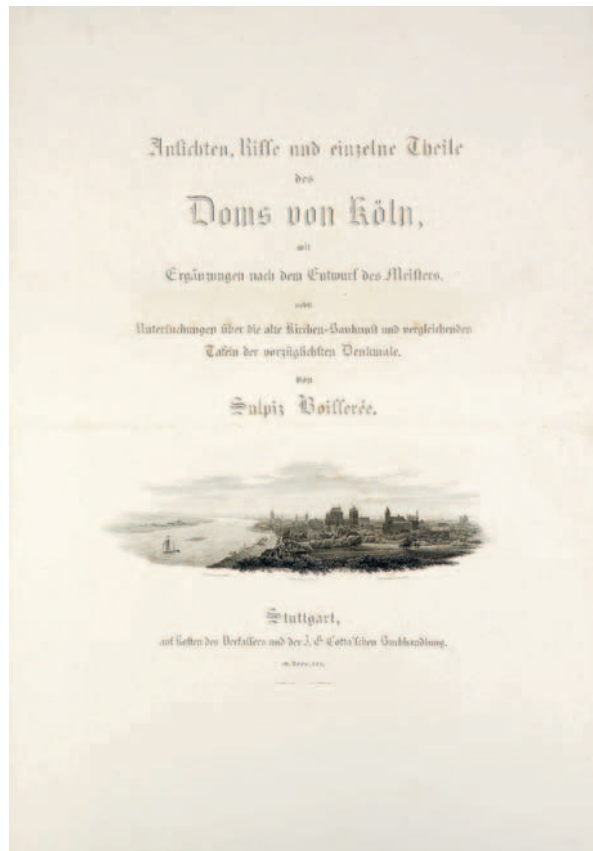 Ansichten, Risse und einzelne Theile
des
Doms von Köln,
mit
Ergänzungen nach dem Entwurf des Meisters,
nebst
Untersuchungen über die alte Kirchen-Baukunst und vergleichenden
Tafeln der vorzüglichsten Denkmale,
von
Sulpiz Boisserée.
Stuttgart,
auf Kosten des Verfassers und der J. G. Cotta'schen Buchhandlung.